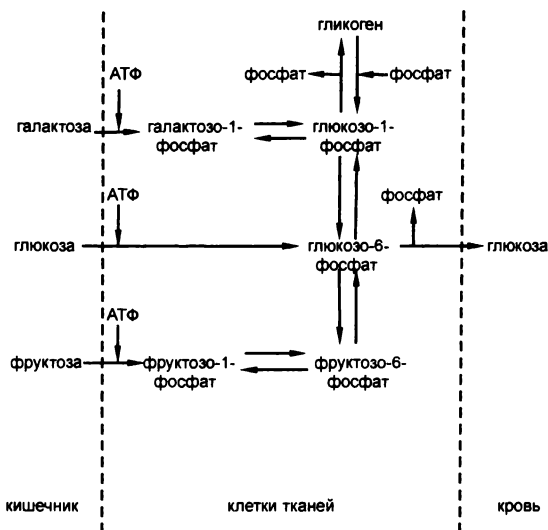 гликоген
АТФ
фосфат
фосфат
галактоза
галактозо-1-
фосфат
глюкозо-1-
фосфат
АТФ
фосфат
глюкоза
глюкозо-6-
фосфат
глюкоза
АТФ
фруктоза
фруктозо-1-
фосфат
фруктозо-6-
фосфат
кишечник
клетки тканей
кровь